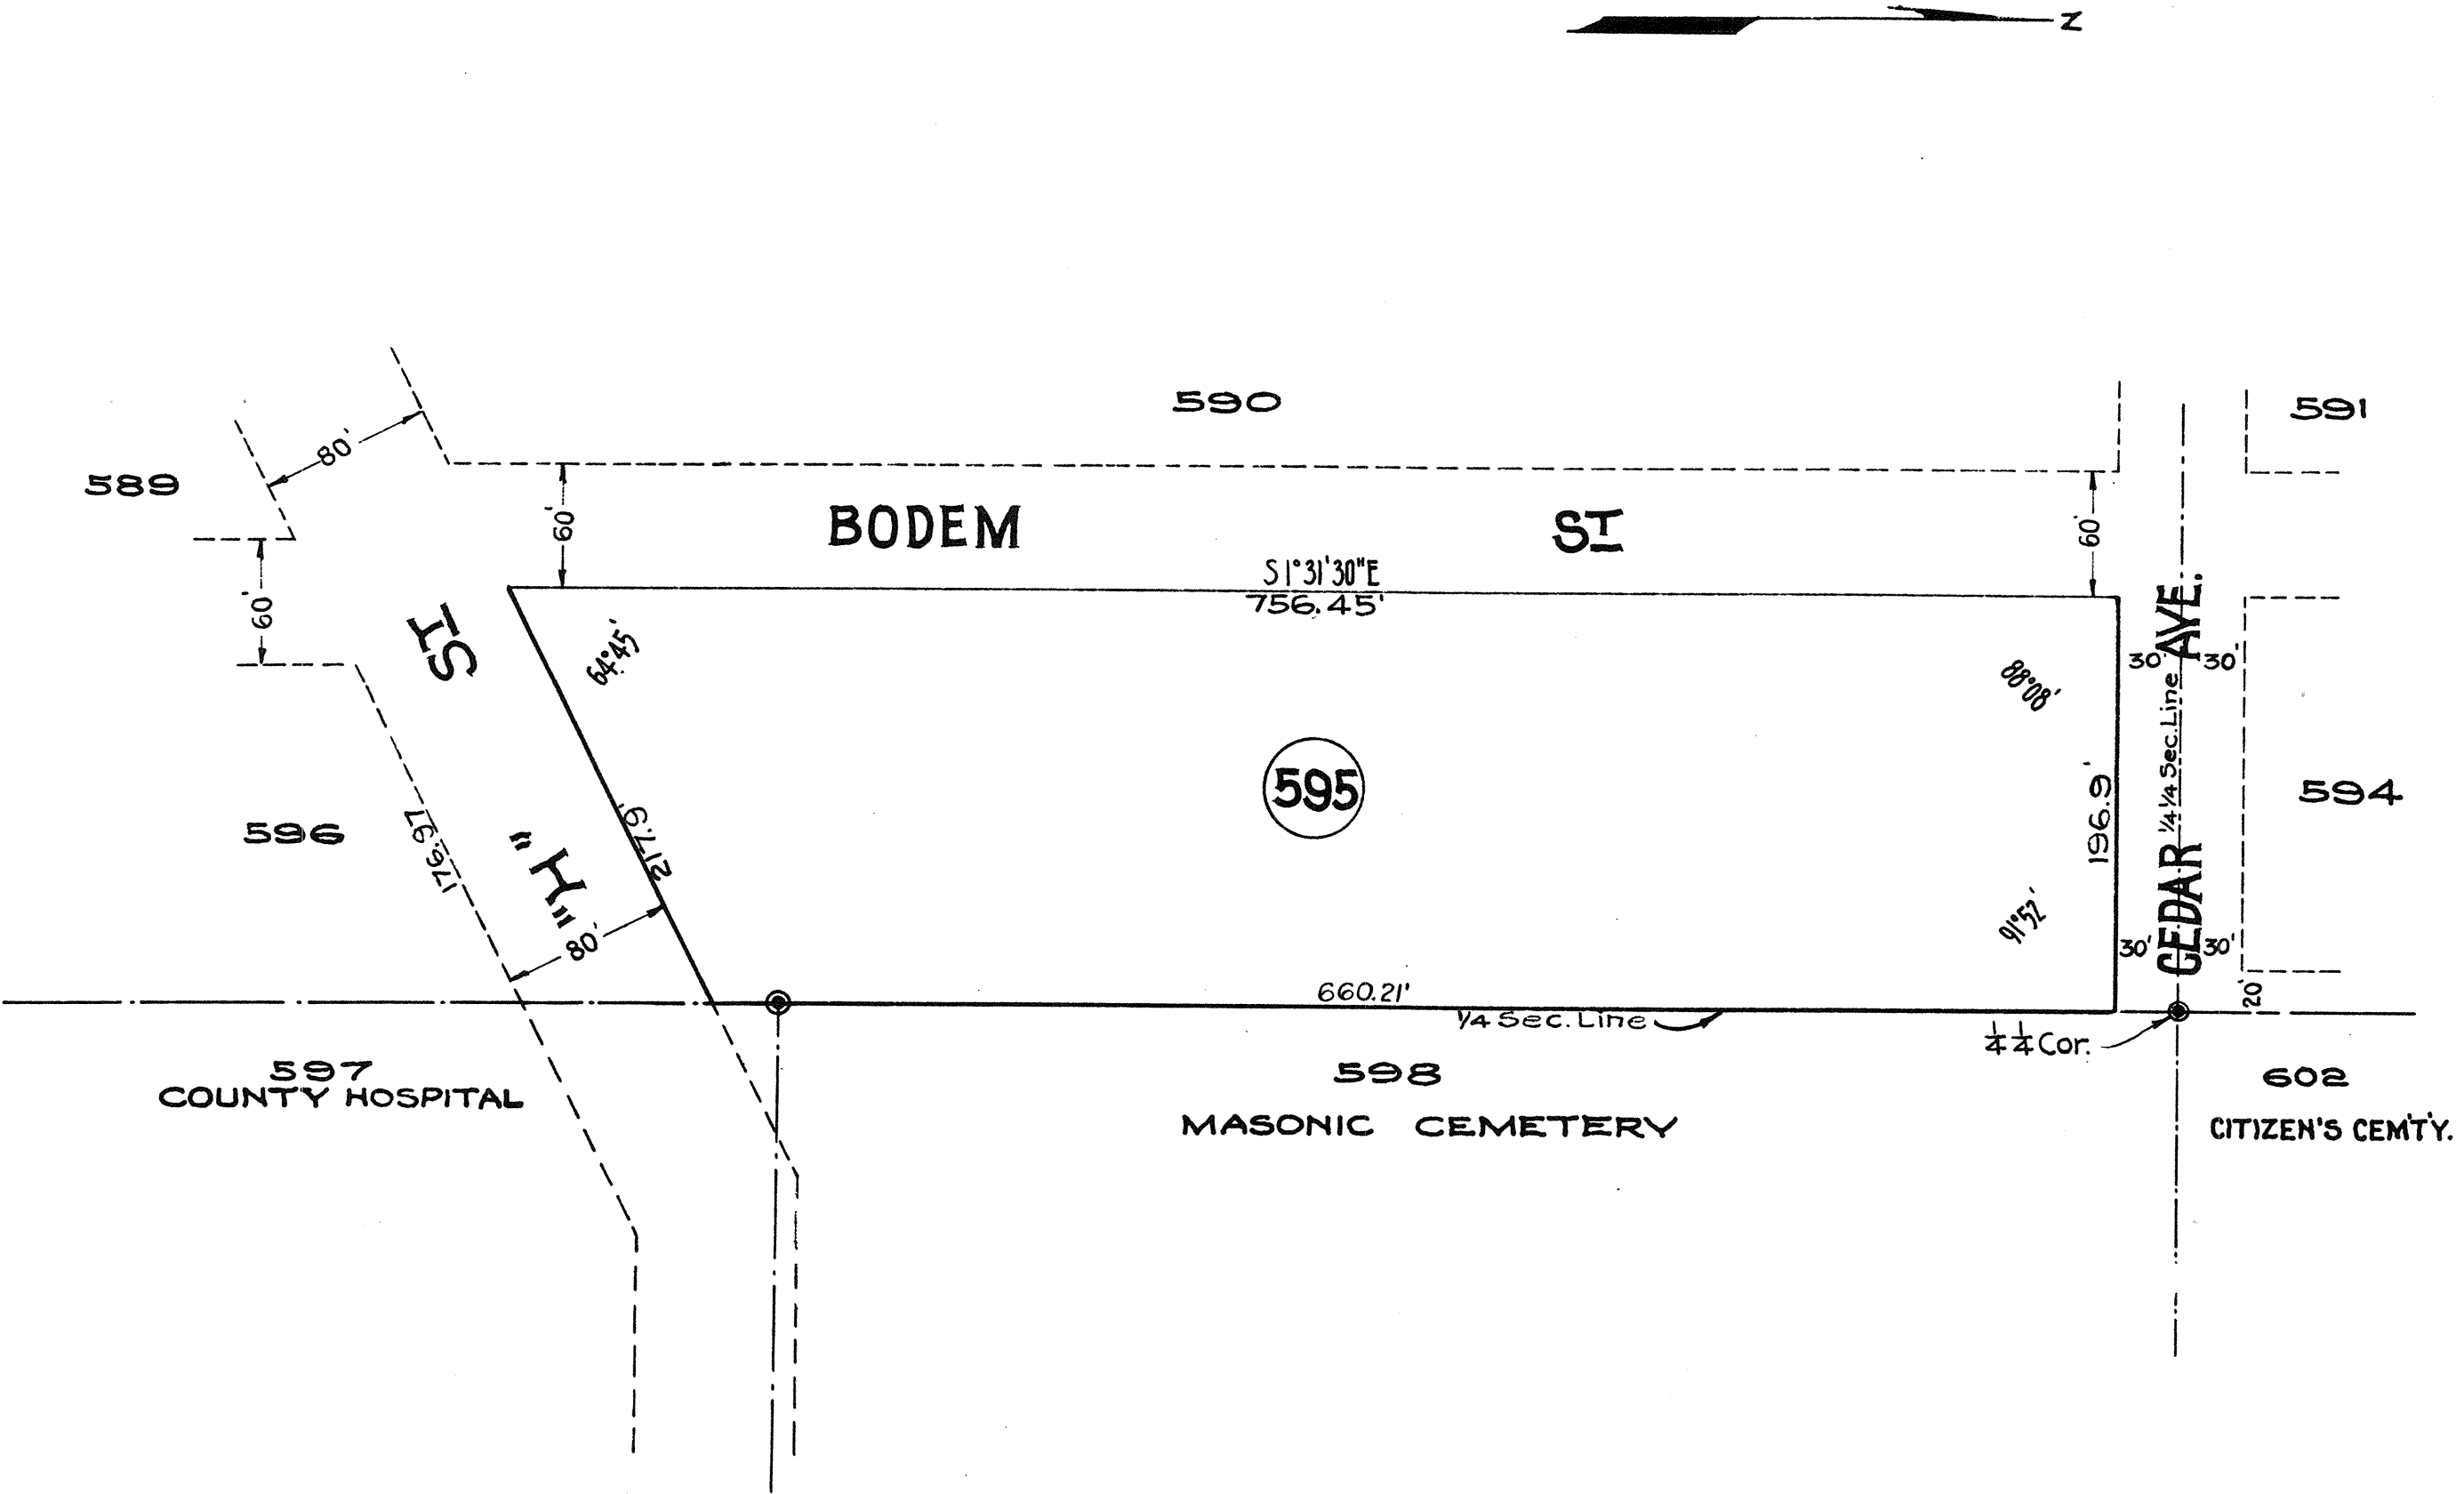 N
590
591
80'
589
60'
BODEM ST
60'
60'
S 1°31'30"E
756.45'
ST
64°45'
88°08'
30' 30'
CEDAR AVE.
1/4 1/4 Sec. Line
595
196.9'
594
217.9'
596
176.97
"H"
80'
91°52'
30' 30'
20'
660.21'
1/4 Sec. Line
1/4 1/4 Cor.
597
COUNTY HOSPITAL
598
MASONIC CEMETERY
602
CITIZEN'S CEM'T'Y.